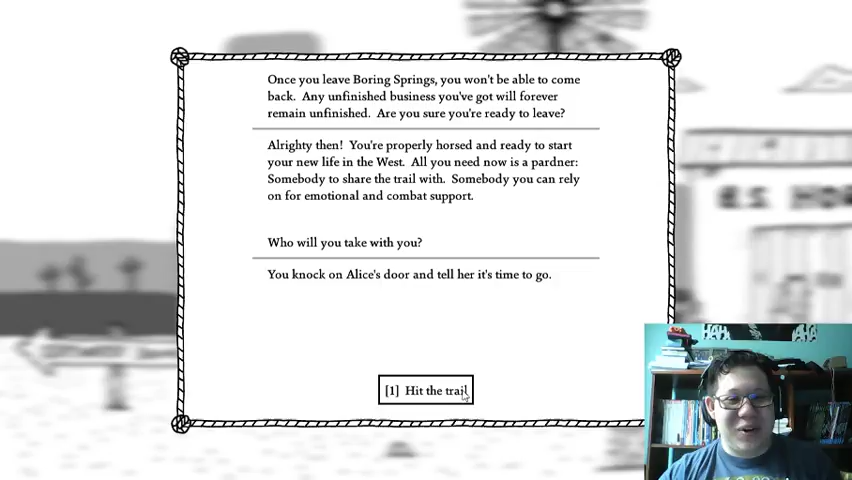 Once you leave Boring Springs, you won't be able to come
back. Any unfinished business you've got will forever
remain unfinished. Are you sure you're ready to leave?
Alrighty then! You're properly horsed and ready to start
your new life in the West. All you need now is a pardner:
Somebody to share the trail with. Somebody you can rely
on for emotional and combat support.
Who will you take with you?
You knock on Alice's door and tell her it's time to go.
[1] Hit the trail
B.S. HO
HA
HA